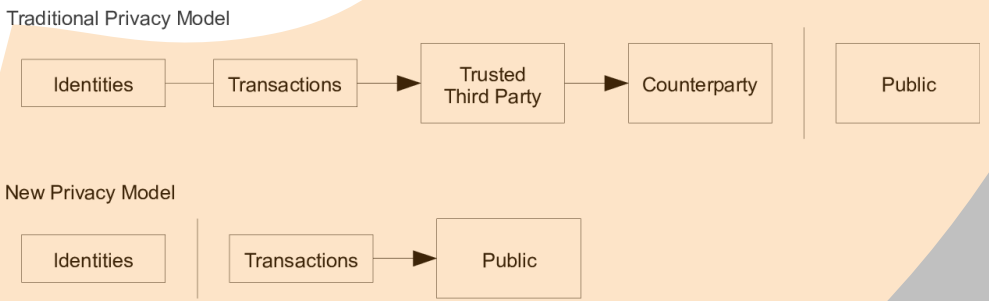 Traditional Privacy Model
Identities
Transactions
Trusted
Third Party
Counterparty
Public
New Privacy Model
Identities
Transactions
Public